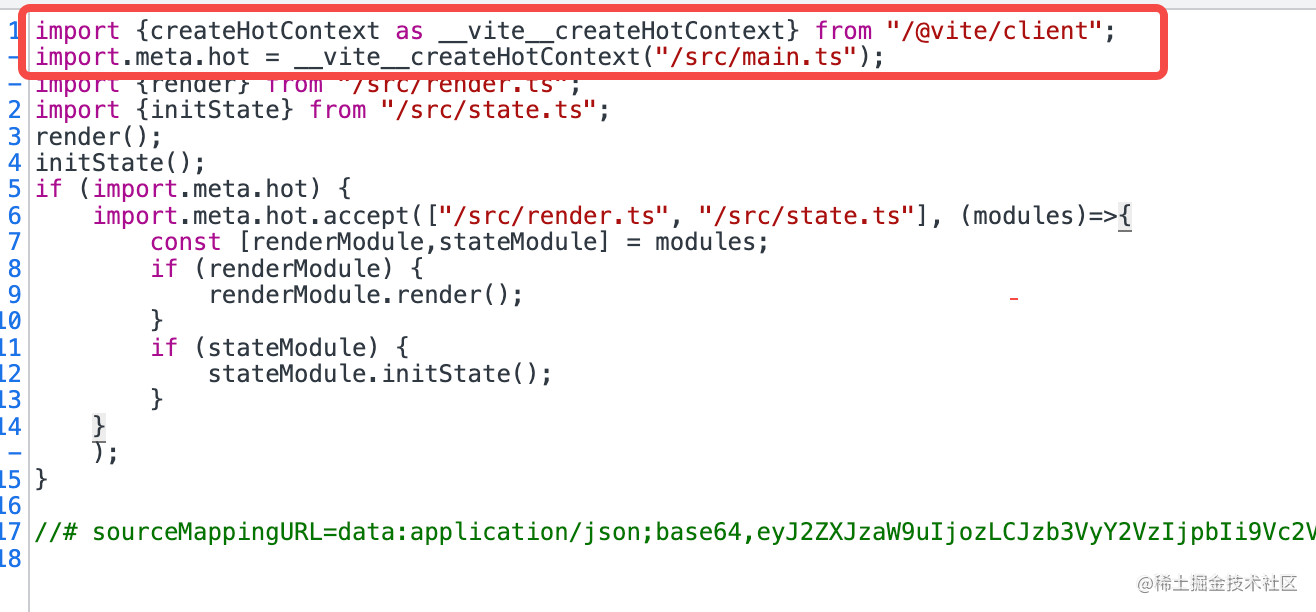 1 import {createHotContext as __vite__createHotContext} from "/@vite/client";
– import.meta.hot = __vite__createHotContext("/src/main.ts");
– import {render} from "/src/render.ts";
2 import {initState} from "/src/state.ts";
3 render();
4 initState();
5 if (import.meta.hot) {
6     import.meta.hot.accept(["/src/render.ts", "/src/state.ts"], (modules)=>{
7         const [renderModule,stateModule] = modules;
8         if (renderModule) {
9             renderModule.render();
10         }
11         if (stateModule) {
12             stateModule.initState();
13         }
14     }
–     );
15 }
16
17 //# sourceMappingURL=data:application/json;base64,eyJ2ZXJzaW9uIjozLCJzb3VyY2VzIjpbIi9Vc2V
18
@稀土掘金技术社区